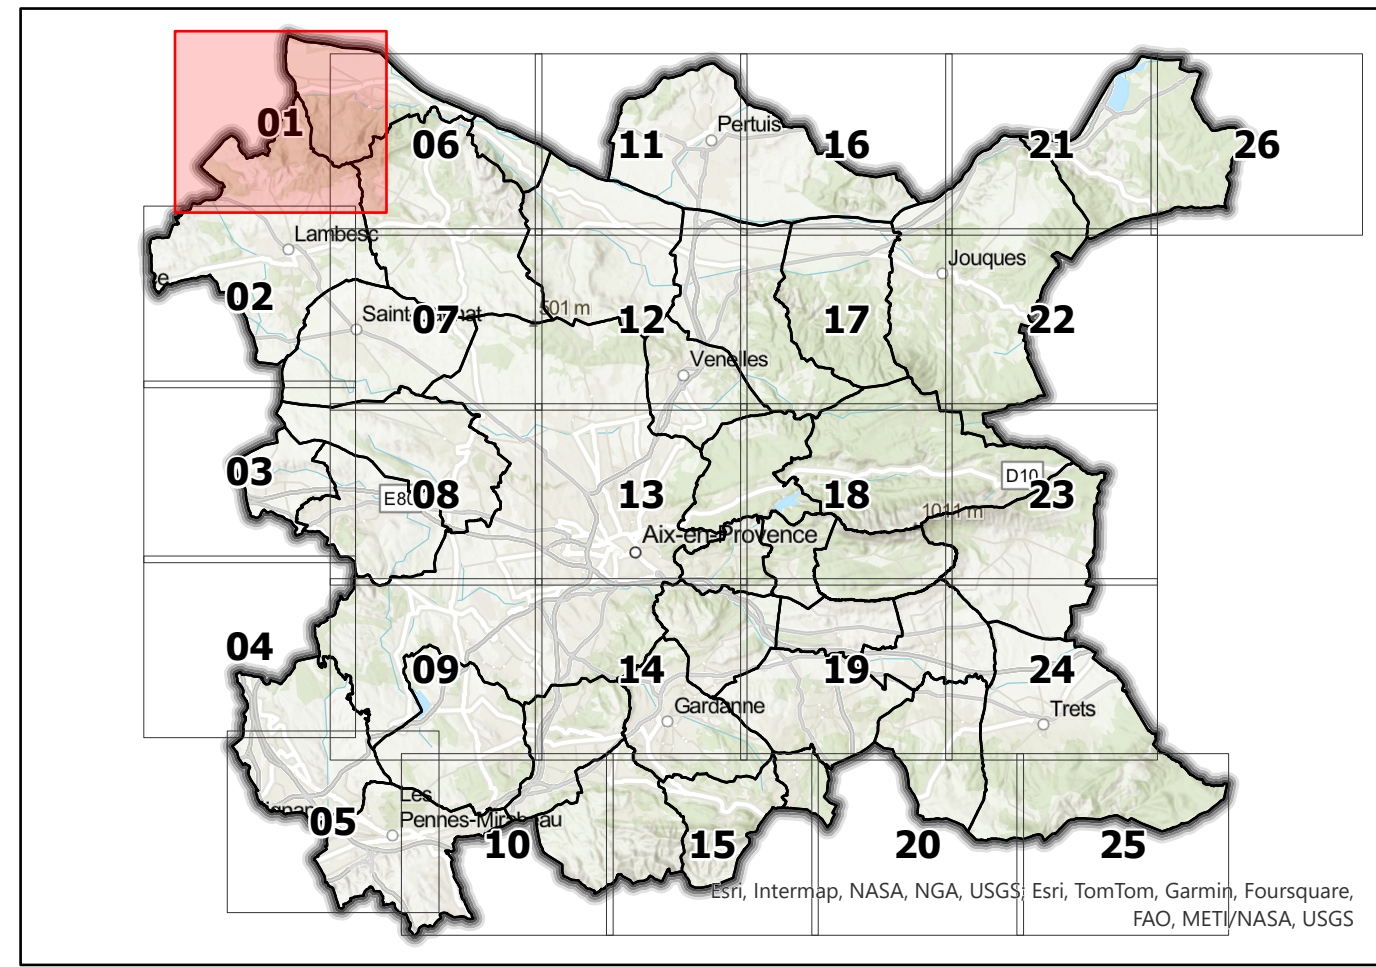 01
06
11
Pertuis
16
21
26
Lambesc
02
07
501 m
12
17
Jouques
22
Venelles
03
E80
08
13
18
D10
23
1011 m
Aix-en-Provence
04
09
14
19
24
Gardanne
Trets
05
Les
Pennes-Mirabeau
10
15
20
25
Esri, Intermap, NASA, NGA, USGS; Esri, TomTom, Garmin, Foursquare,
FAO, METI/NASA, USGS